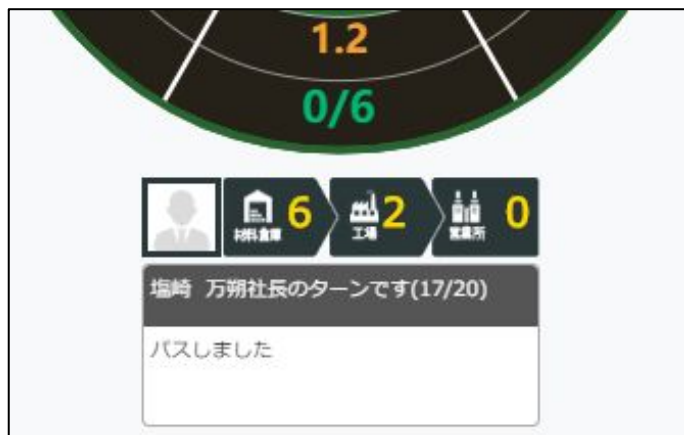 1.2
0/6
6 2 0
材料倉庫 工場 営業所
塩崎 万朔社長のターンです(17/20)
パスしました